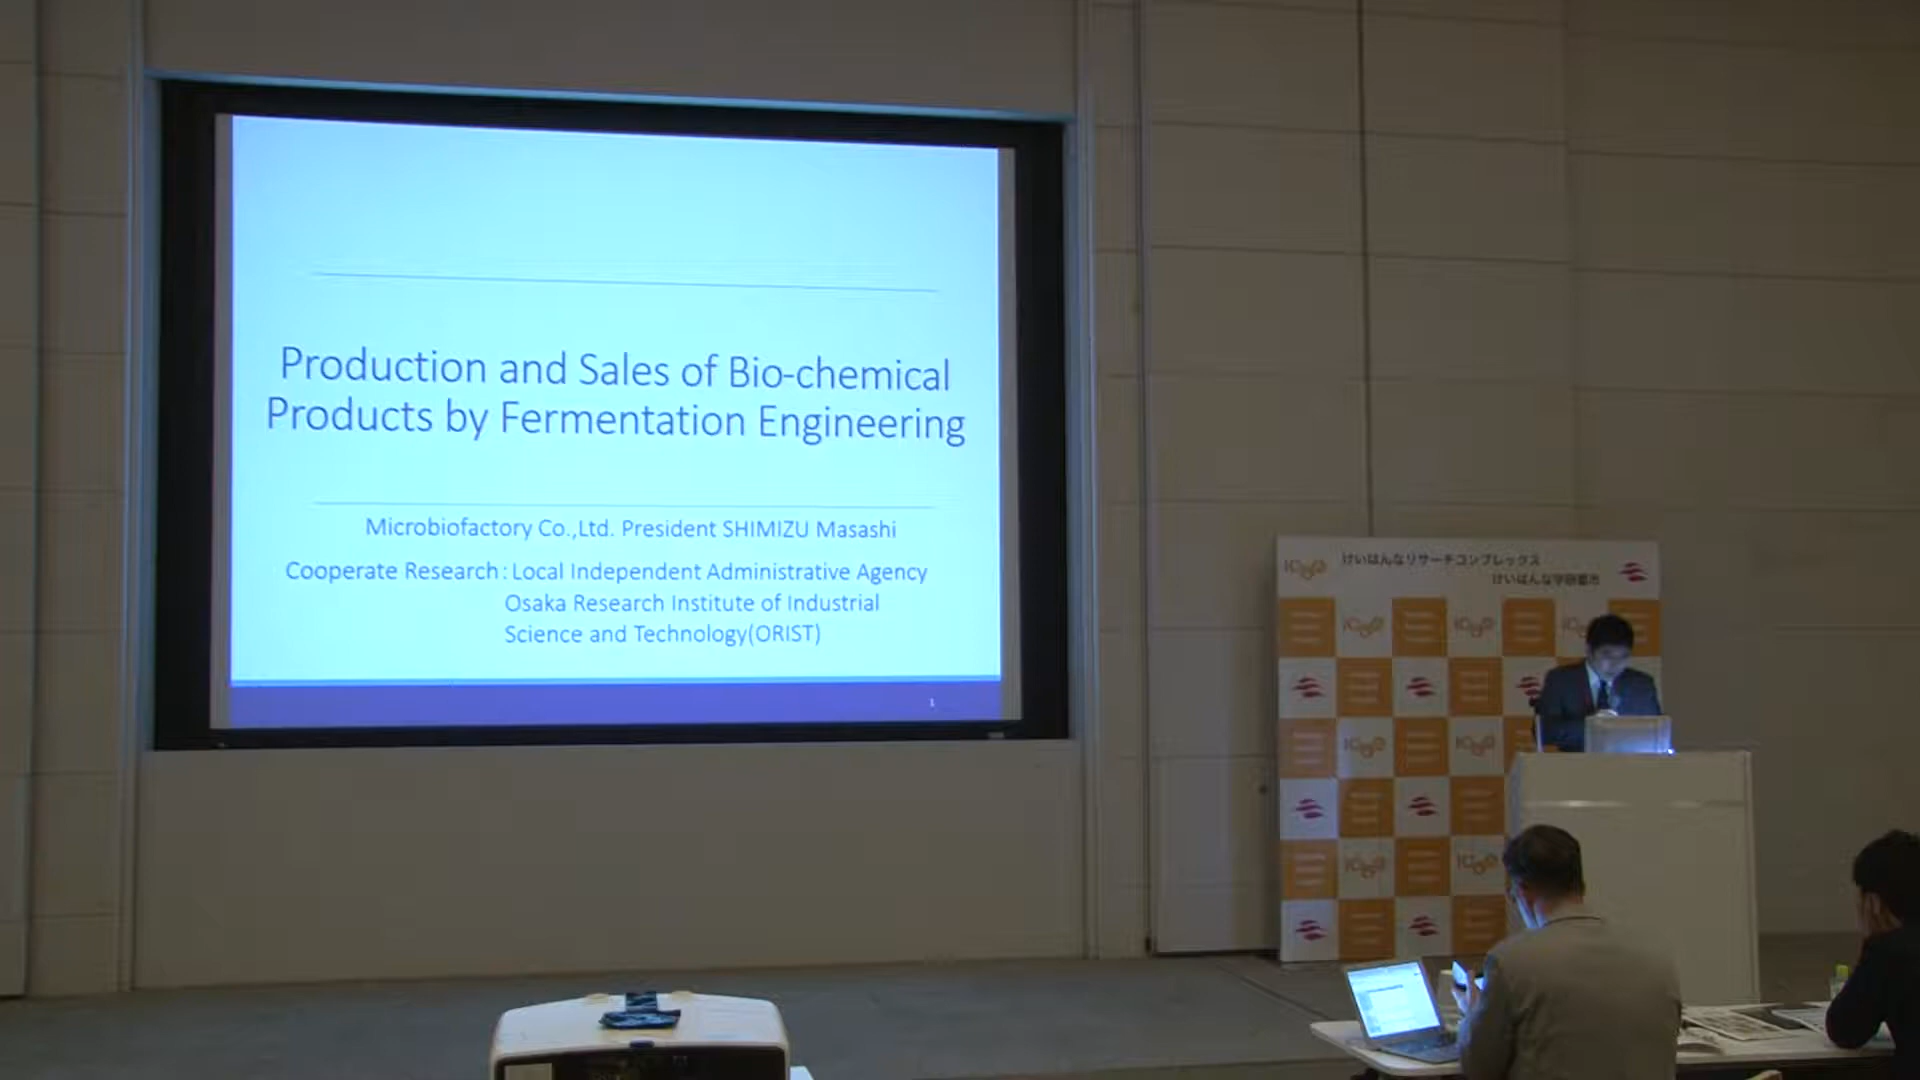 Production and Sales of Bio-chemical
Products by Fermentation Engineering
Microbiofactory Co.,Ltd. President SHIMIZU Masashi
Cooperate Research：Local Independent Administrative Agency
Osaka Research Institute of Industrial
Science and Technology(ORIST)
1
けいはんなリサーチコンプレックス
けいはんな学研都市